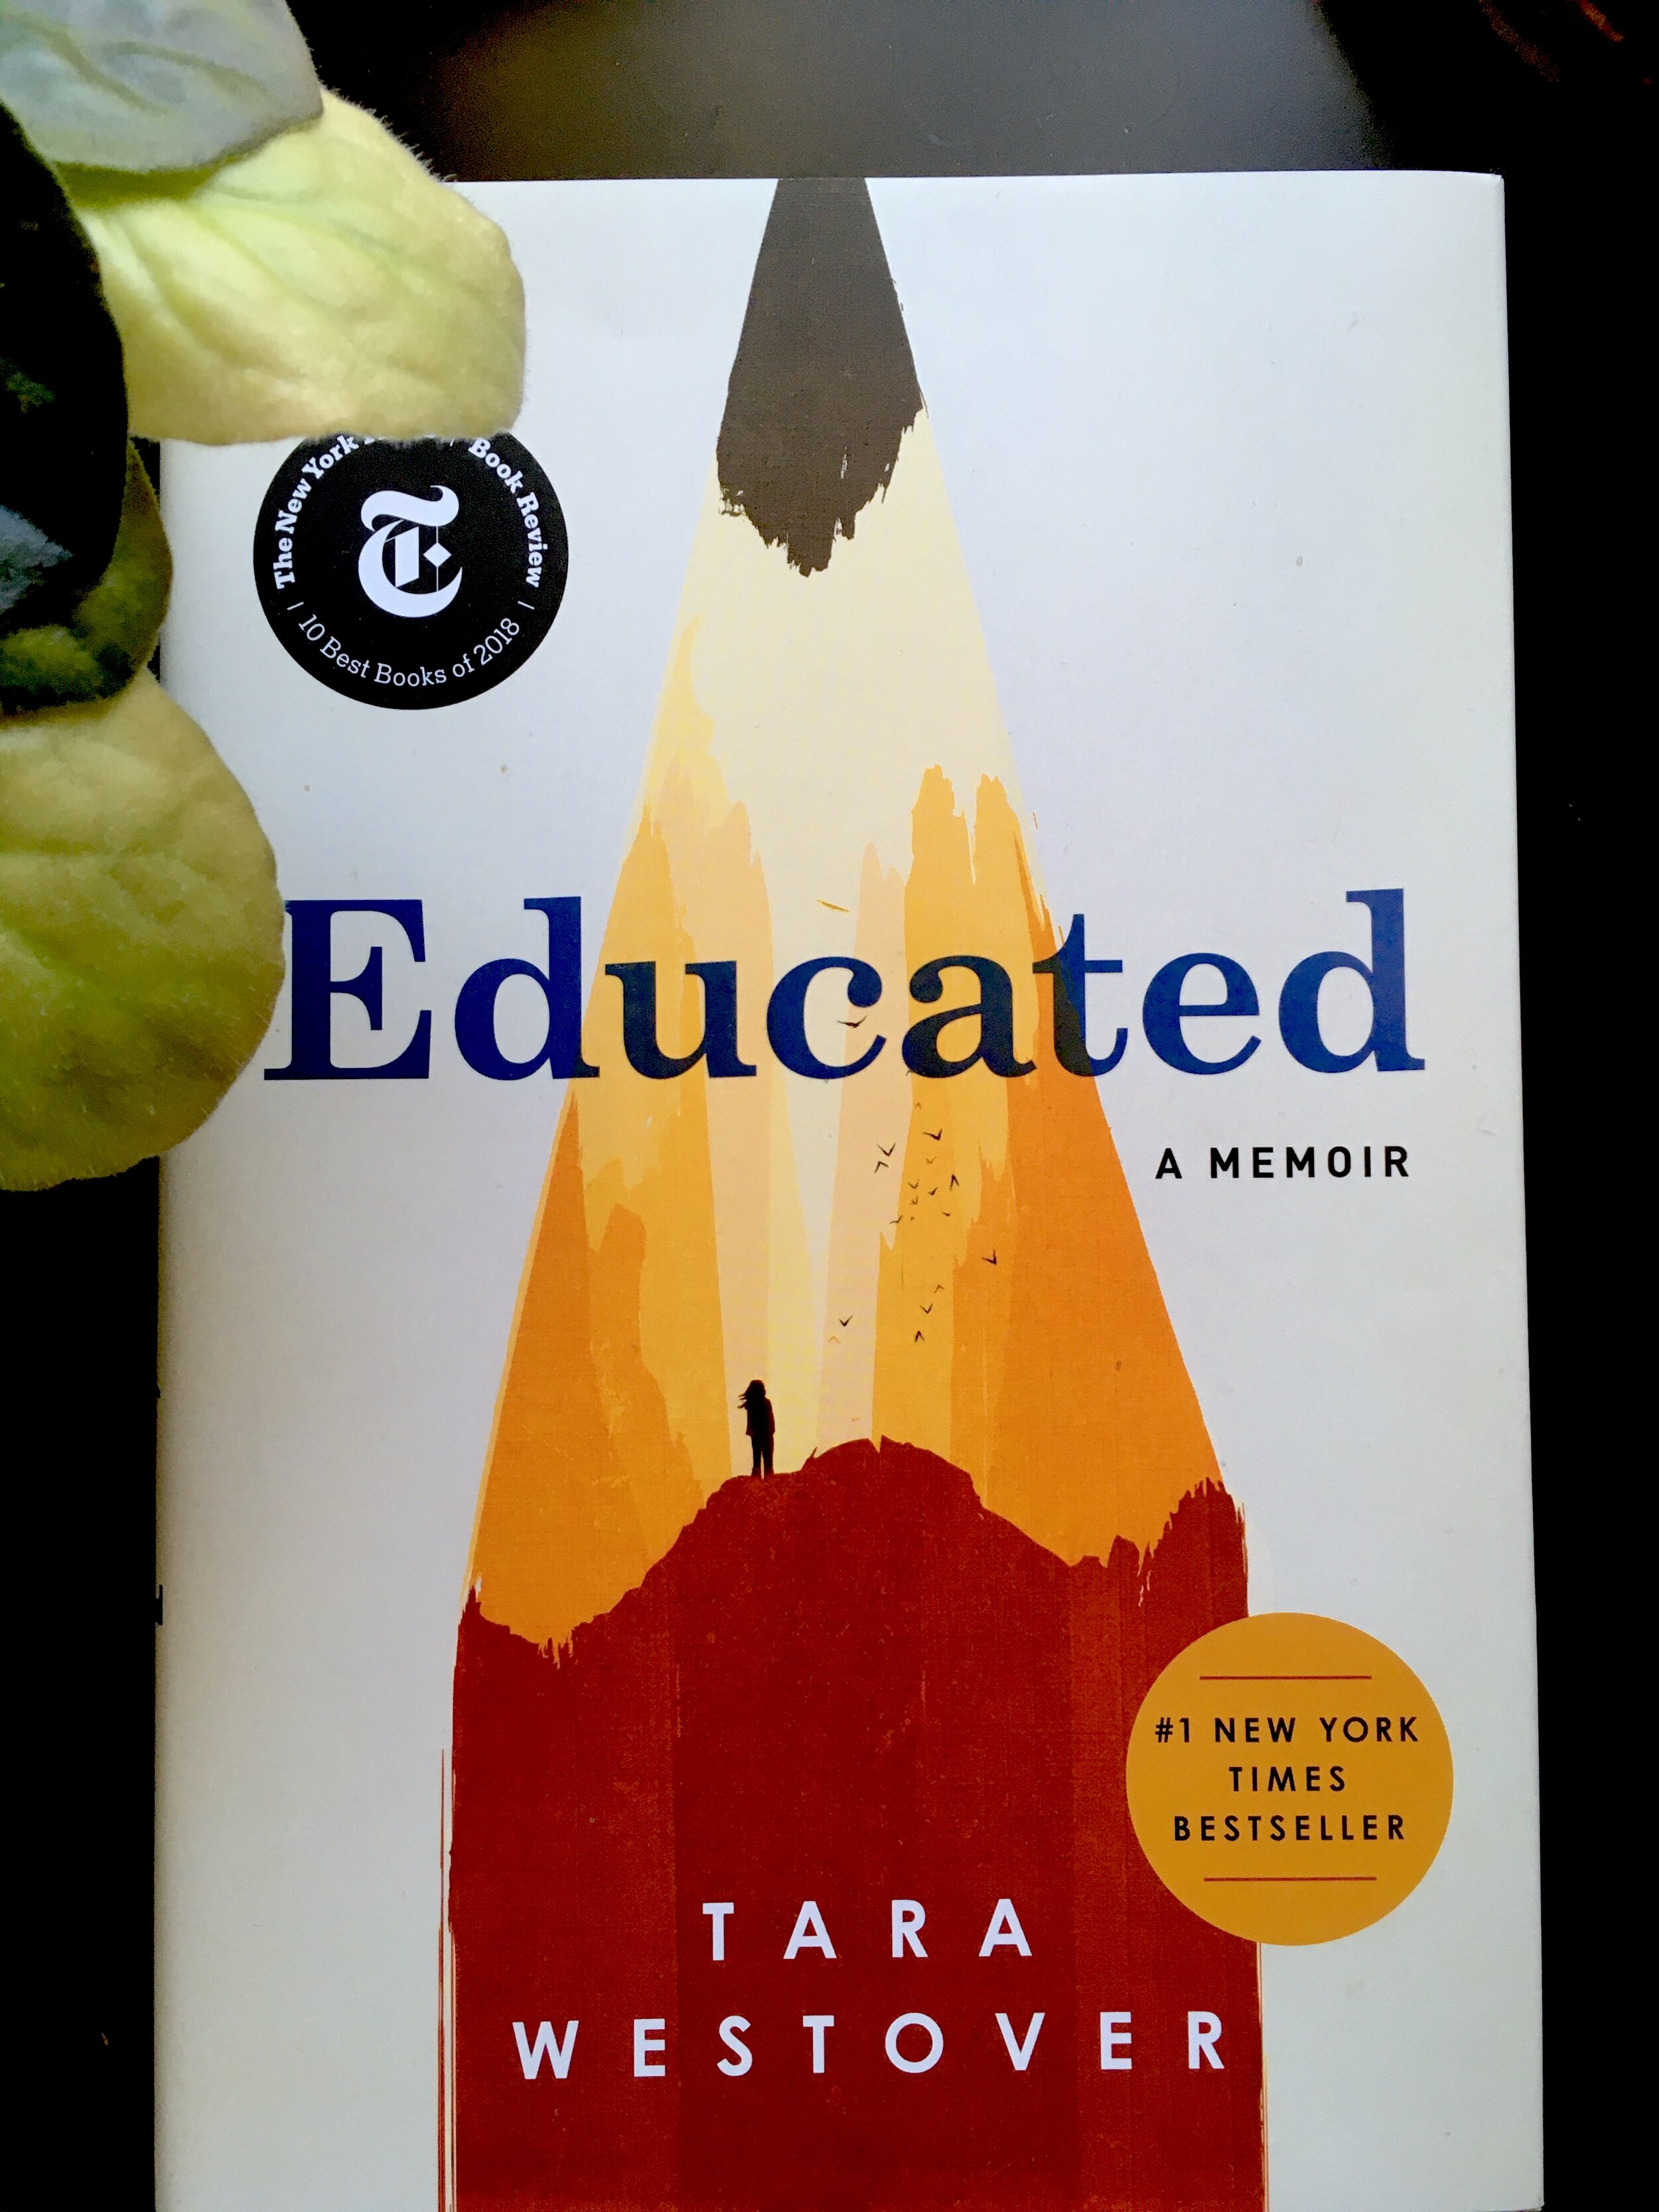 The New York Book Review
10 Best Books of 2018
Educated
A MEMOIR
#1 NEW YORK
TIMES
BESTSELLER
TARA
WESTOVER